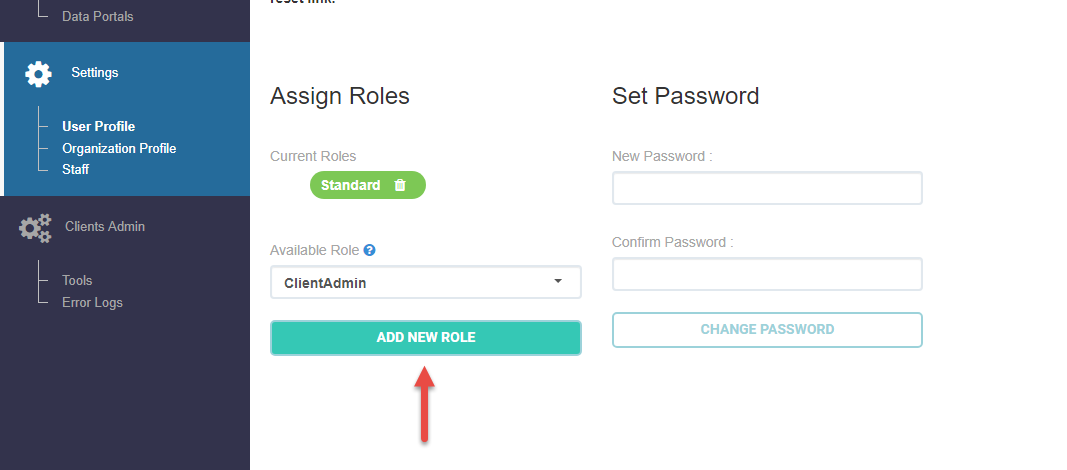 Data Portals
Settings
User Profile
Organization Profile
Staff
Clients Admin
Tools
Error Logs
reset link.
Assign Roles
Current Roles
Standard
Available Role ?
ClientAdmin
ADD NEW ROLE
Set Password
New Password :
Confirm Password :
CHANGE PASSWORD